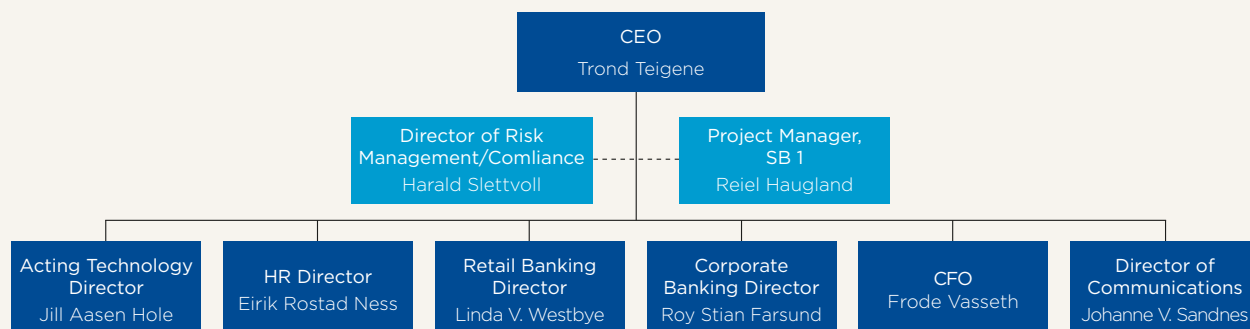 CEO
Trond Teigene
Director of Risk
Management/Comliance
Harald Slettvoll
Project Manager,
SB 1
Reiel Haugland
Acting Technology
Director
Jill Aasen Hole
HR Director
Eirik Rostad Ness
Retail Banking
Director
Linda V. Westbye
Corporate
Banking Director
Roy Stian Farsund
CFO
Frode Vasseth
Director of
Communications
Johanne V. Sandnes